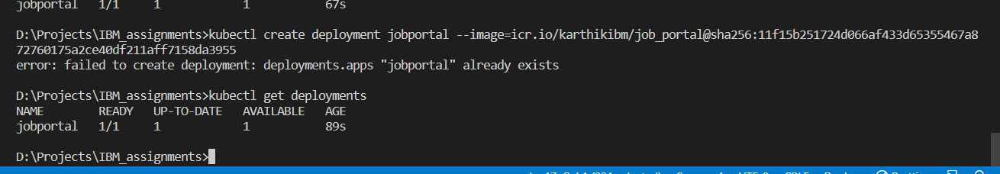 jobportal   1/1     1            1           67s
D:\Projects\IBM_assignments>kubectl create deployment jobportal --image=icr.io/karthikibm/job_portal@sha256:11f15b251724d066af433d65355467a8
72760175a2ce40df211aff7158da3955
error: failed to create deployment: deployments.apps "jobportal" already exists
D:\Projects\IBM_assignments>kubectl get deployments
NAME        READY   UP-TO-DATE   AVAILABLE   AGE
jobportal   1/1     1            1           89s
D:\Projects\IBM_assignments>